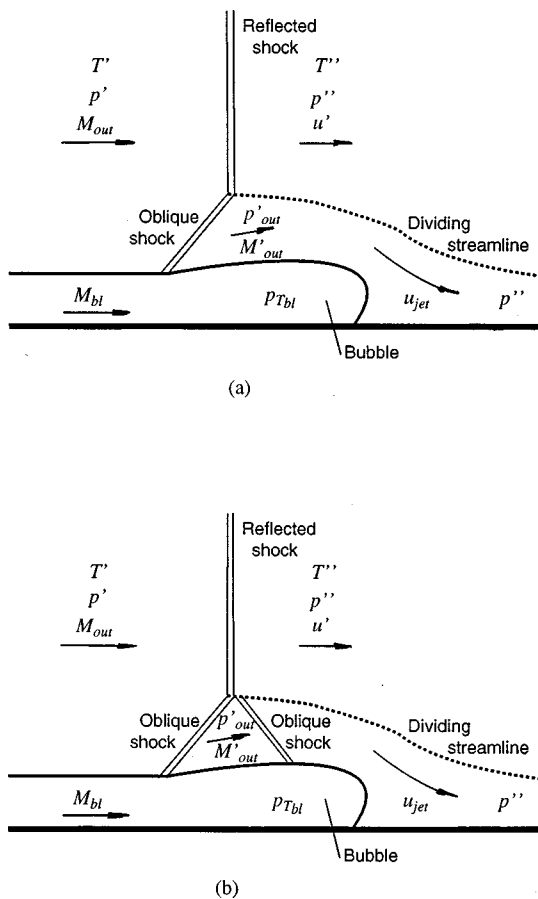 Reflected
shock
T' T''
p' p''
M_out u'
Oblique
shock
p'_out
M'_out
Dividing
streamline
M_bl
p_Tbl
u_jet
p''
Bubble
(a)
Reflected
shock
T' T''
p' p''
M_out u'
Oblique
shock
p'_out
M'_out
Oblique
shock
Dividing
streamline
M_bl
p_Tbl
u_jet
p''
Bubble
(b)